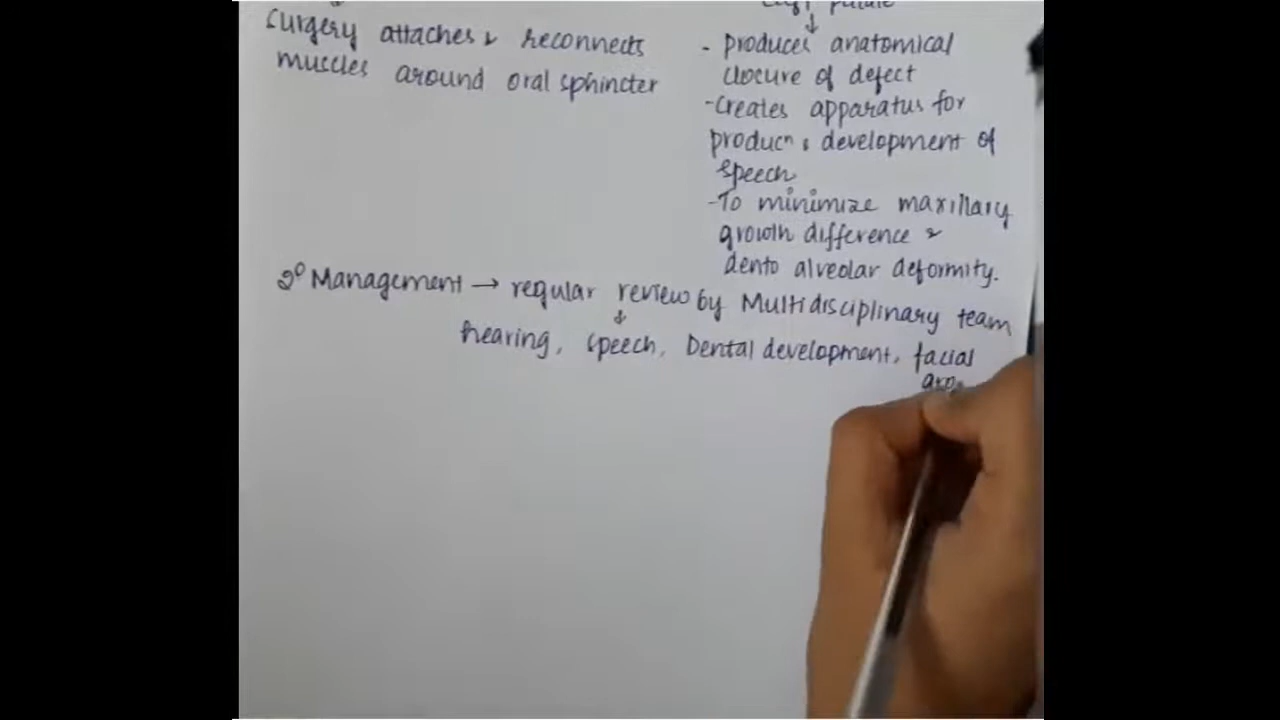 surgery attaches & reconnects
muscles around oral sphincter
palate
↓
- produces anatomical
closure of defect
- Creates apparatus for
producn & development of
speech
- To minimize maxillary
growth difference &
dento alveolar deformity.
2° Management → regular review by Multidisciplinary team
↓
hearing, speech, Dental development, facial
gro